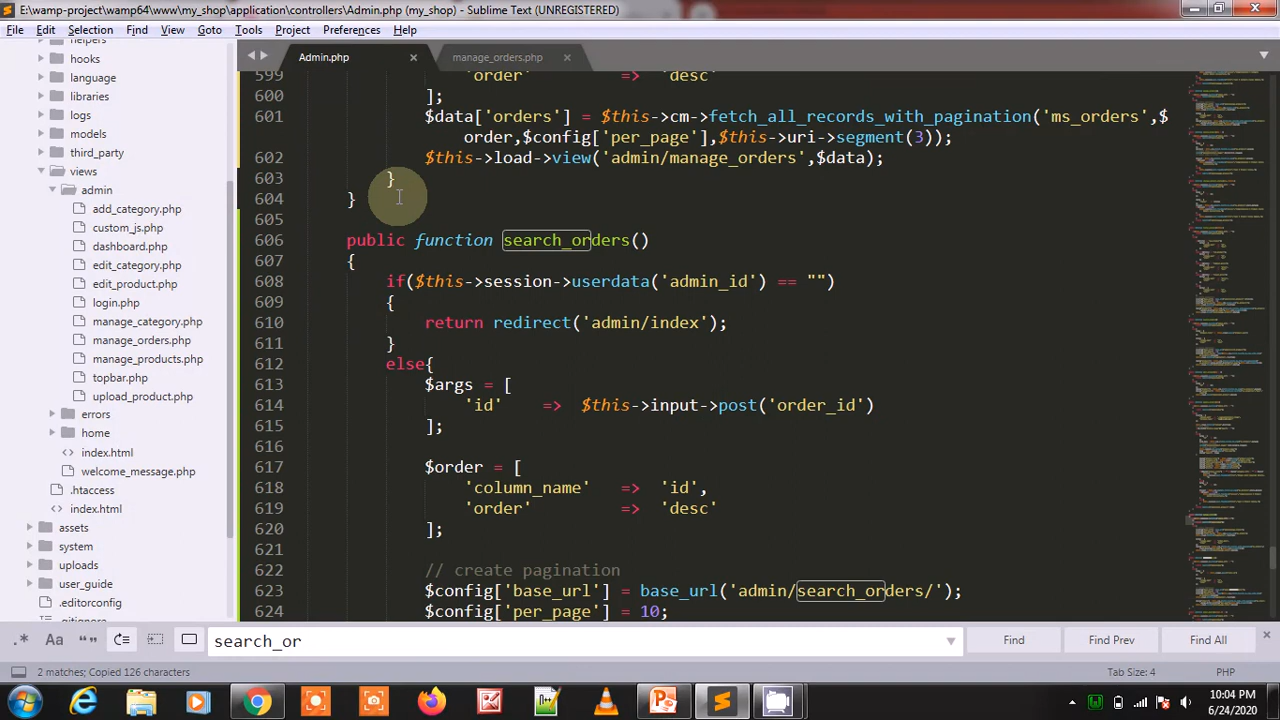 E:\wamp-project\wamp64\www\my_shop\application\controllers\Admin.php (my_shop) - Sublime Text (UNREGISTERED)
File Edit Selection Find View Goto Tools Project Preferences Help
helpers
hooks
language
libraries
logs
models
third_party
views
admin
add_category.php
custom_js.php
dashboard.php
edit_category.php
edit_product.php
login.php
manage_category.php
manage_orders.php
manage_products.php
topbar.php
upload_product.php
errors
home
index.html
welcome_message.php
.htaccess
index.html
assets
system
uploads
user_guide
.editorconfig
.gitignore
Admin.php × manage_orders.php ×
599 'order' => 'desc'
600 ];
601 $data['orders'] = $this->cm->fetch_all_records_with_pagination('ms_orders',$
order,$config['per_page'],$this->uri->segment(3));
602 $this->load->view('admin/manage_orders',$data);
}
604 }
605
606 public function search_orders()
607
608 if($this->session->userdata('admin_id') == "")
609 {
610 return redirect('admin/index');
611 }
612 else{
613 $args = [
614 'id' => $this->input->post('order_id')
615 ];
616
617 $order = [
618 'column_name' => 'id',
519 'order' => 'desc'
620 ];
621
622 create pagination
623 $config['base_url'] = base_url('admin/search_orders/');
624 $config['per_page'] = 10;
.* Aa “ ” search_or Find Find Prev Find All
2 matches; Copied 126 characters Tab Size: 4 PHP
10:04 PM
6/24/2020